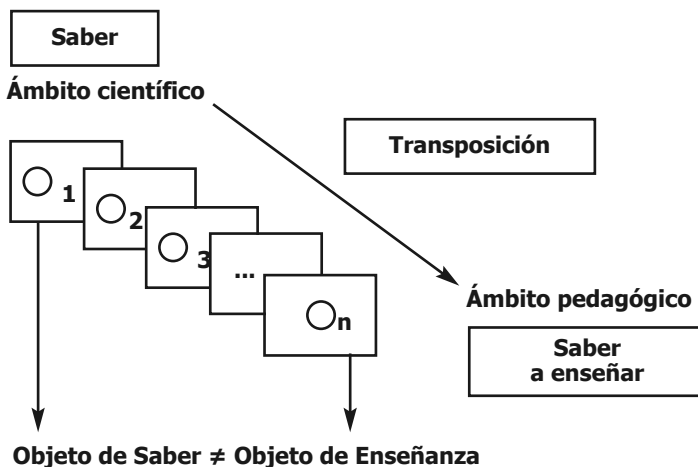 Saber
Ámbito científico
Transposición
1
2
3
...
n
Ámbito pedagógico
Saber
a enseñar
Objeto de Saber ≠ Objeto de Enseñanza